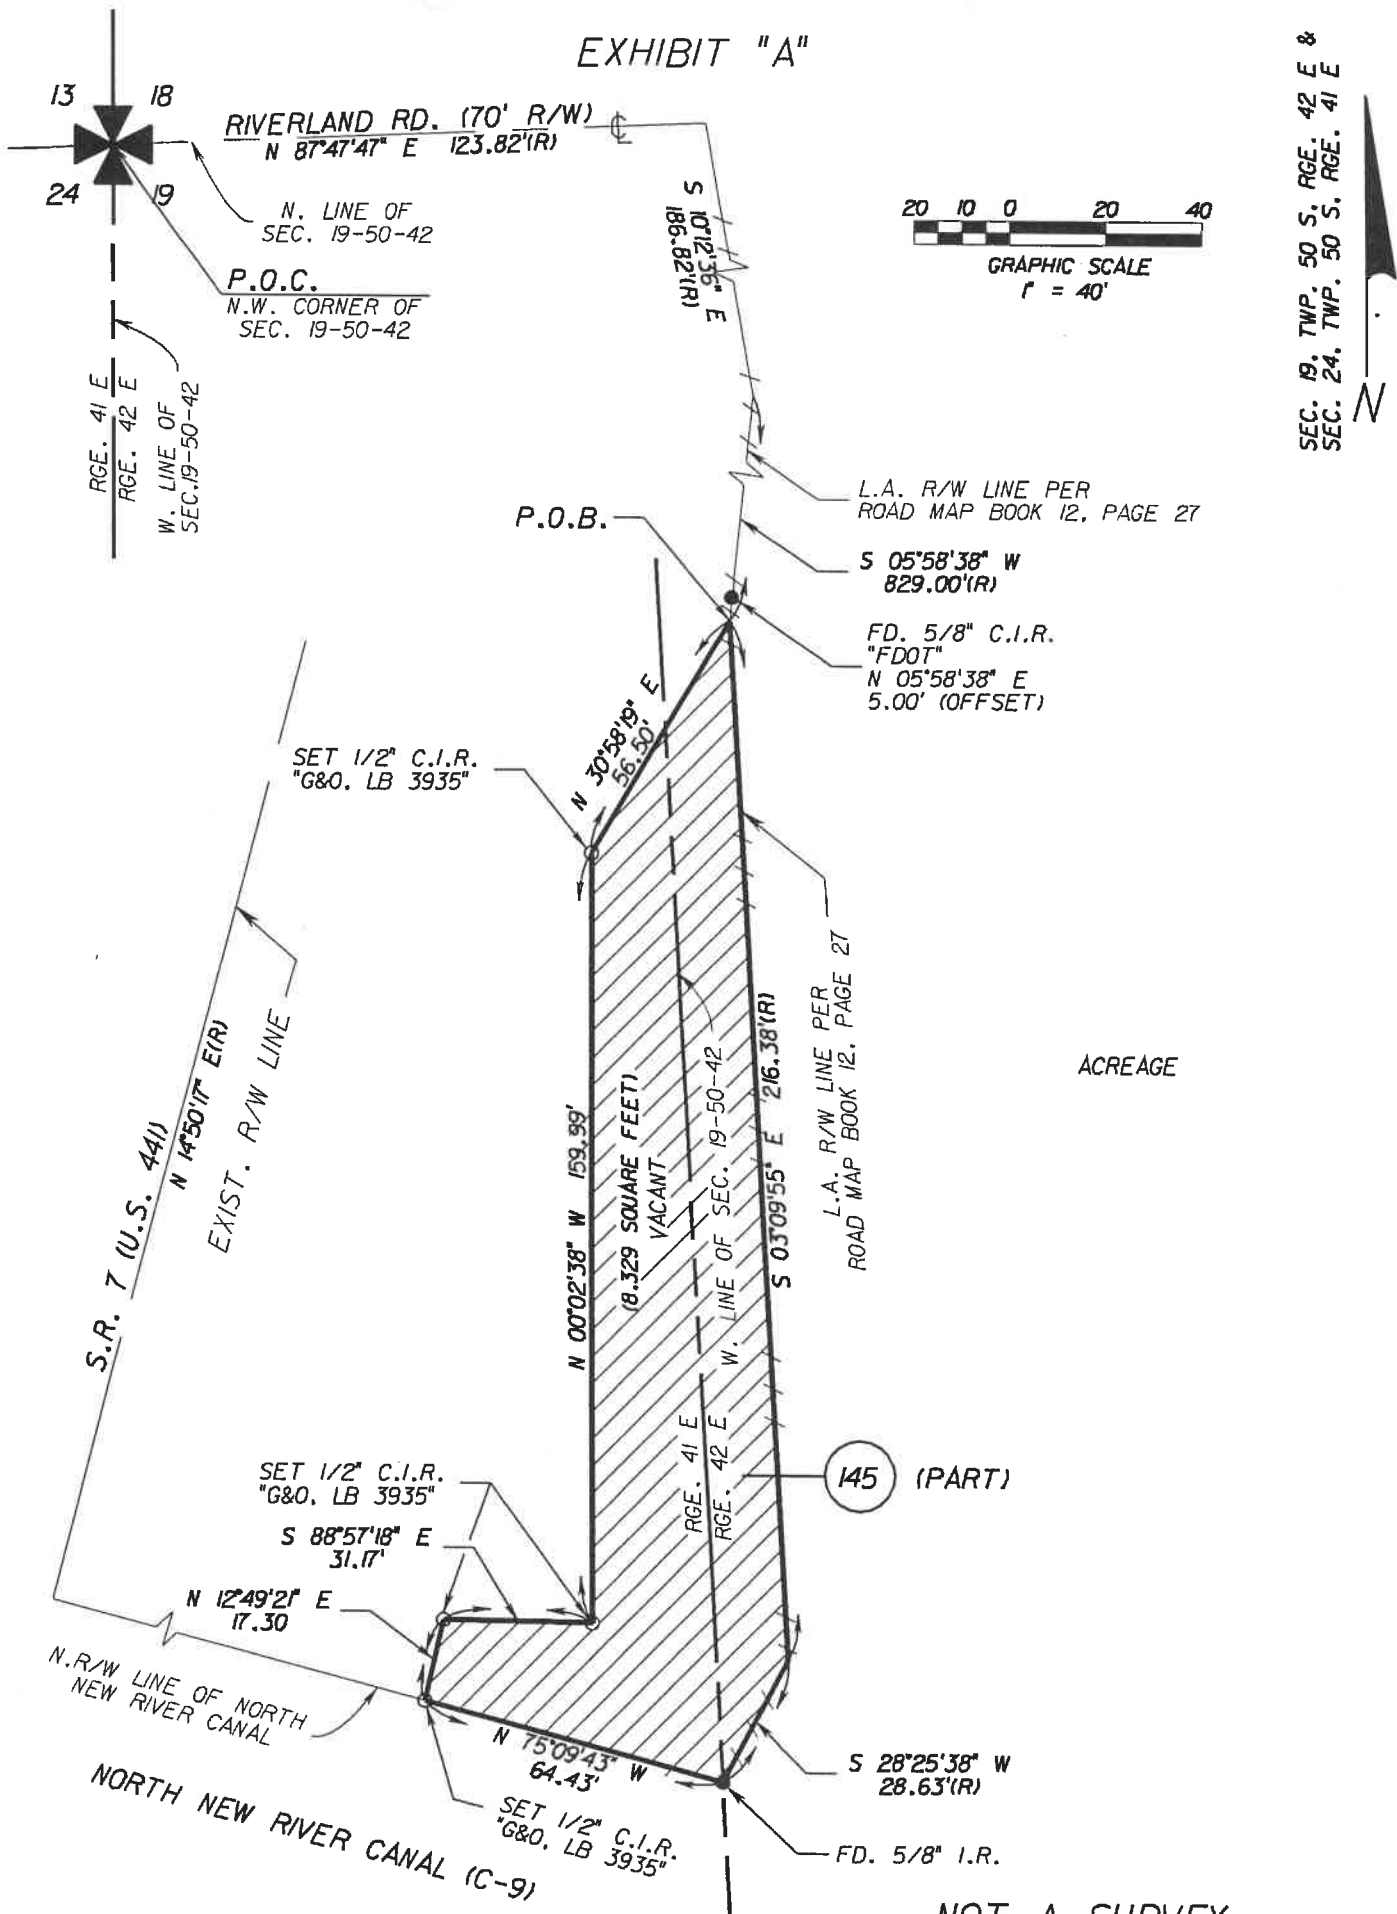 EXHIBIT "A"
13 18
24 19
RIVERLAND RD. (70' R/W) ℄
N 87°47'47" E 123.82'(R)
N. LINE OF
SEC. 19-50-42
P.O.C.
N.W. CORNER OF
SEC. 19-50-42
RGE. 41 E
RGE. 42 E
W. LINE OF
SEC.19-50-42
S 10°12'36" E
186.82'(R)
20 10 0 20 40
GRAPHIC SCALE
1" = 40'
SEC. 19, TWP. 50 S, RGE. 42 E &
SEC. 24, TWP. 50 S, RGE. 41 E
N
L.A. R/W LINE PER
ROAD MAP BOOK 12, PAGE 27
P.O.B.
S 05°58'38" W
829.00'(R)
FD. 5/8" C.I.R.
"FDOT"
N 05°58'38" E
5.00' (OFFSET)
N 30°58'19" E
56.50'
SET 1/2" C.I.R.
"G&O. LB 3935"
S.R. 7 (U.S. 441)
N 14°50'17" E(R)
EXIST. R/W LINE
N 00°02'38" W 159.99'
(8,329 SQUARE FEET)
VACANT
W. LINE OF SEC. 19-50-42
S 03°09'55" E 216.38'(R)
L.A. R/W LINE PER
ROAD MAP BOOK 12, PAGE 27
ACREAGE
RGE. 41 E
RGE. 42 E
145 (PART)
SET 1/2" C.I.R.
"G&O. LB 3935"
S 88°57'18" E
31.17'
N 12°49'21" E
17.30
N.R/W LINE OF NORTH
NEW RIVER CANAL
N 75°09'43" W
64.43'
S 28°25'38" W
28.63'(R)
SET 1/2" C.I.R.
"G&O. LB 3935"
FD. 5/8" I.R.
NORTH NEW RIVER CANAL (C-9)
NOT A SURVEY